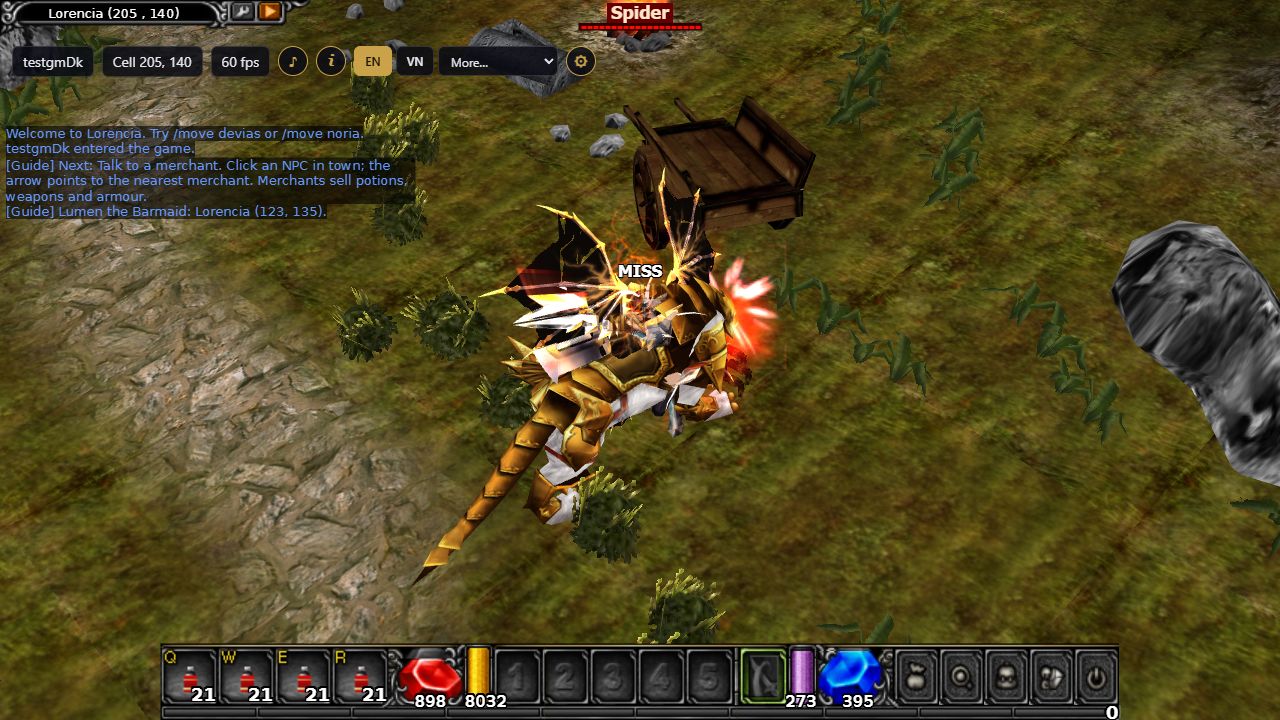 Lorencia (205 , 140)
Spider
testgmDk
Cell 205, 140
60 fps
i
EN
VN
More...
Welcome to Lorencia. Try /move devias or /move noria.
testgmDk entered the game.
[Guide] Next: Talk to a merchant. Click an NPC in town; the
arrow points to the nearest merchant. Merchants sell potions,
weapons and armour.
[Guide] Lumen the Barmaid: Lorencia (123, 135).
MISS
Q 21
W 21
E 21
R 21
898
8032
1
2
3
4
5
273
395
0